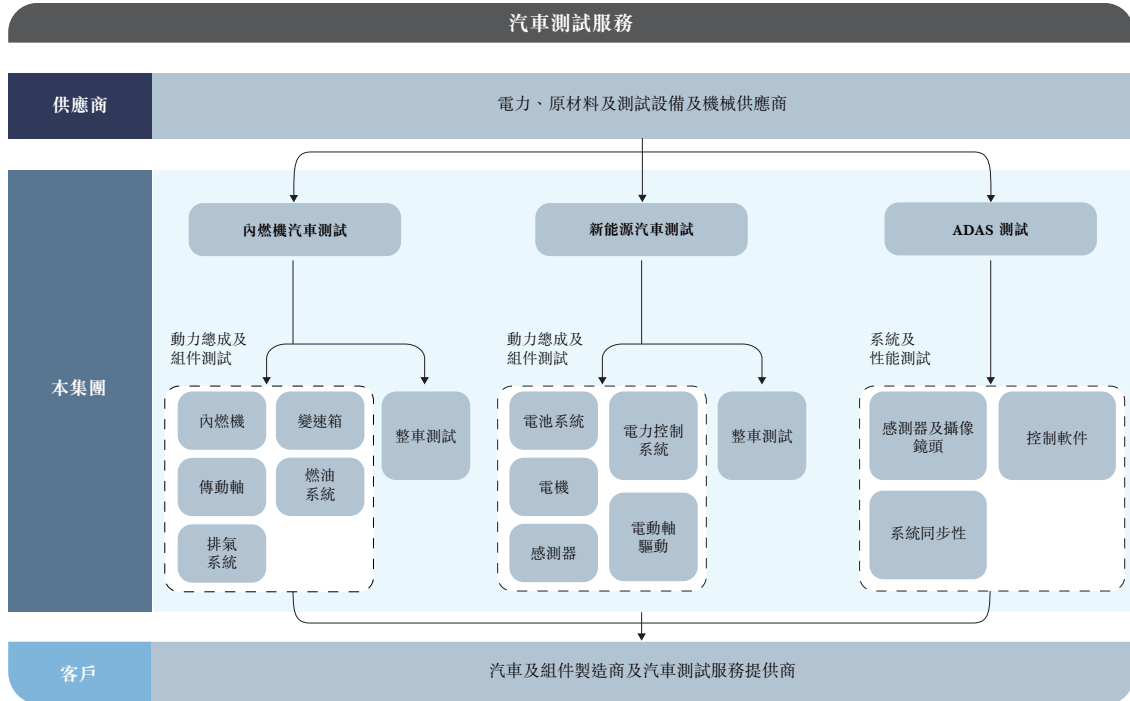 汽車測試服務
供應商
電力、原材料及測試設備及機械供應商
本集團
內燃機汽車測試
新能源汽車測試
ADAS 測試
動力總成及
組件測試
內燃機
變速箱
傳動軸
燃油
系統
排氣
系統
整車測試
動力總成及
組件測試
電池系統
電力控制
系統
電機
電動軸
驅動
感測器
整車測試
系統及
性能測試
感測器及攝像
鏡頭
控制軟件
系統同步性
客戶
汽車及組件製造商及汽車測試服務提供商